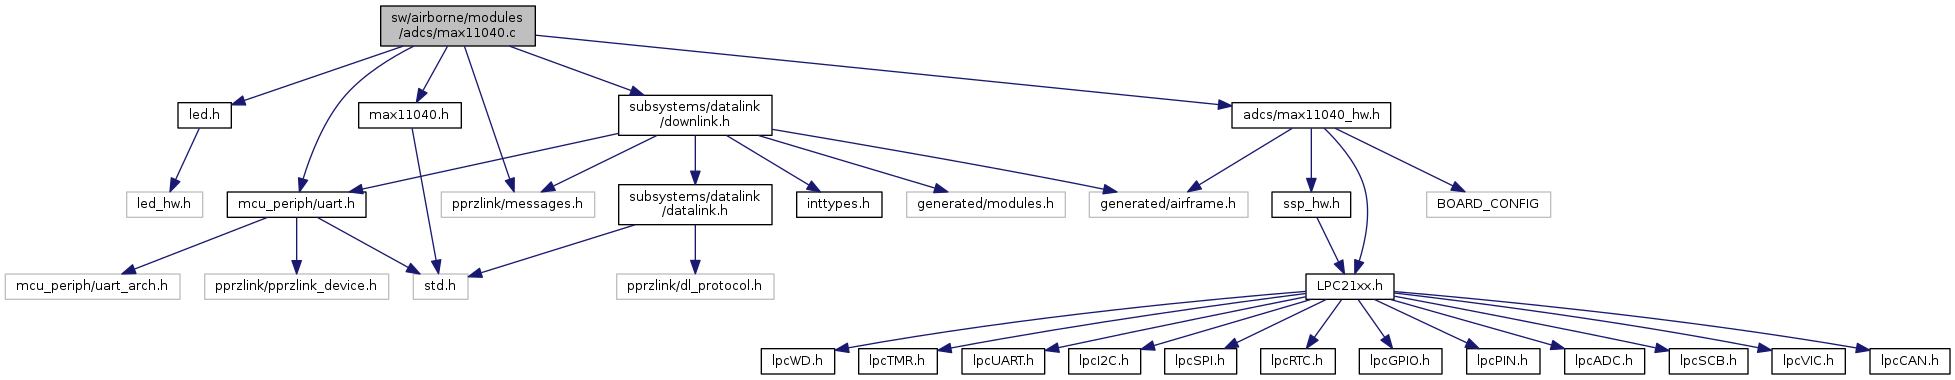 sw/airborne/modules
/adcs/max11040.c
led.h
max11040.h
subsystems/datalink
/downlink.h
adcs/max11040_hw.h
led_hw.h
mcu_periph/uart.h
pprzlink/messages.h
subsystems/datalink
/datalink.h
inttypes.h
generated/modules.h
generated/airframe.h
ssp_hw.h
BOARD_CONFIG
mcu_periph/uart_arch.h
pprzlink/pprzlink_device.h
std.h
pprzlink/dl_protocol.h
LPC21xx.h
lpcWD.h
lpcTMR.h
lpcUART.h
lpcI2C.h
lpcSPI.h
lpcRTC.h
lpcGPIO.h
lpcPIN.h
lpcADC.h
lpcSCB.h
lpcVIC.h
lpcCAN.h